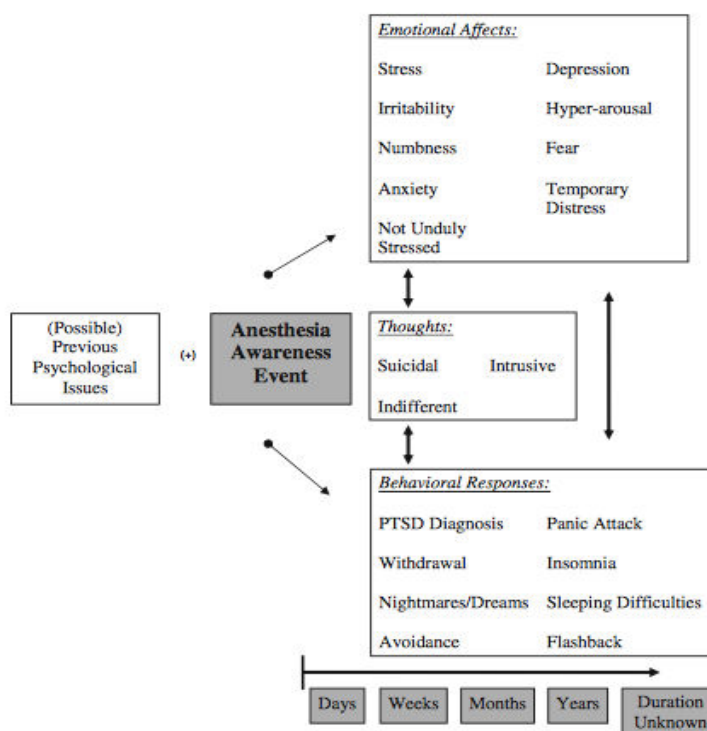 Emotional Affects:
Stress Depression
Irritability Hyper-arousal
Numbness Fear
Anxiety Temporary
Distress
Not Unduly
Stressed
(Possible)
Previous
Psychological
Issues
(+)
Anesthesia
Awareness
Event
Thoughts:
Suicidal Intrusive
Indifferent
Behavioral Responses:
PTSD Diagnosis Panic Attack
Withdrawal Insomnia
Nightmares/Dreams Sleeping Difficulties
Avoidance Flashback
Days Weeks Months Years Duration
Unknown